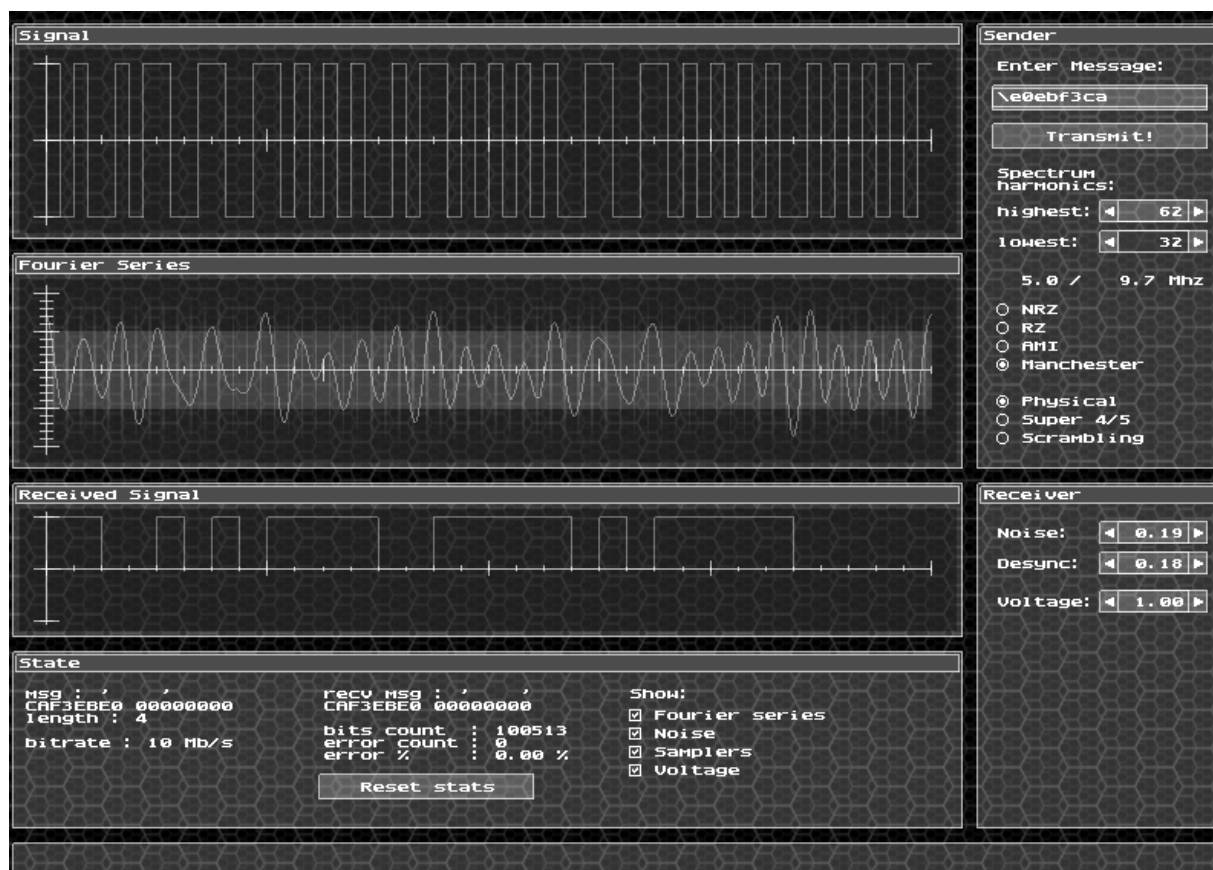 Signal
Fourier Series
Received Signal
State
msg : '    '
CAF3EBE0 00000000
length : 4
bitrate : 10 Mb/s
recv msg : '    '
CAF3EBE0 00000000
bits count : 100513
error count : 0
error % : 0.00 %
Reset stats
Show:
Fourier series
Noise
Samplers
Voltage
Sender
Enter Message:
\e0ebf3ca
Transmit!
Spectrum
harmonics:
highest: 62
lowest: 32
5.0 / 9.7 Mhz
NRZ
RZ
AMI
Manchester
Physical
Super 4/5
Scrambling
Receiver
Noise: 0.19
Desync: 0.18
Voltage: 1.00